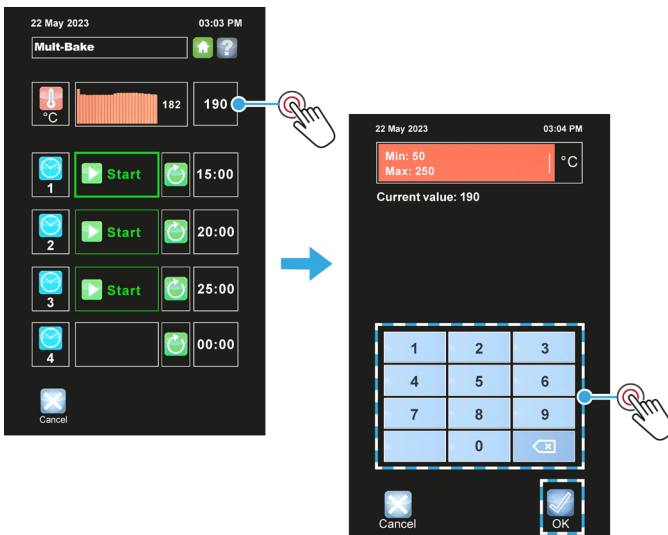 22 May 2023 03:03 PM
Mult-Bake
?
°C 182 190
1 Start 15:00
2 Start 20:00
3 Start 25:00
4 00:00
Cancel
22 May 2023 03:04 PM
Min: 50
Max: 250
°C
Current value: 190
1 2 3
4 5 6
7 8 9
0
Cancel OK